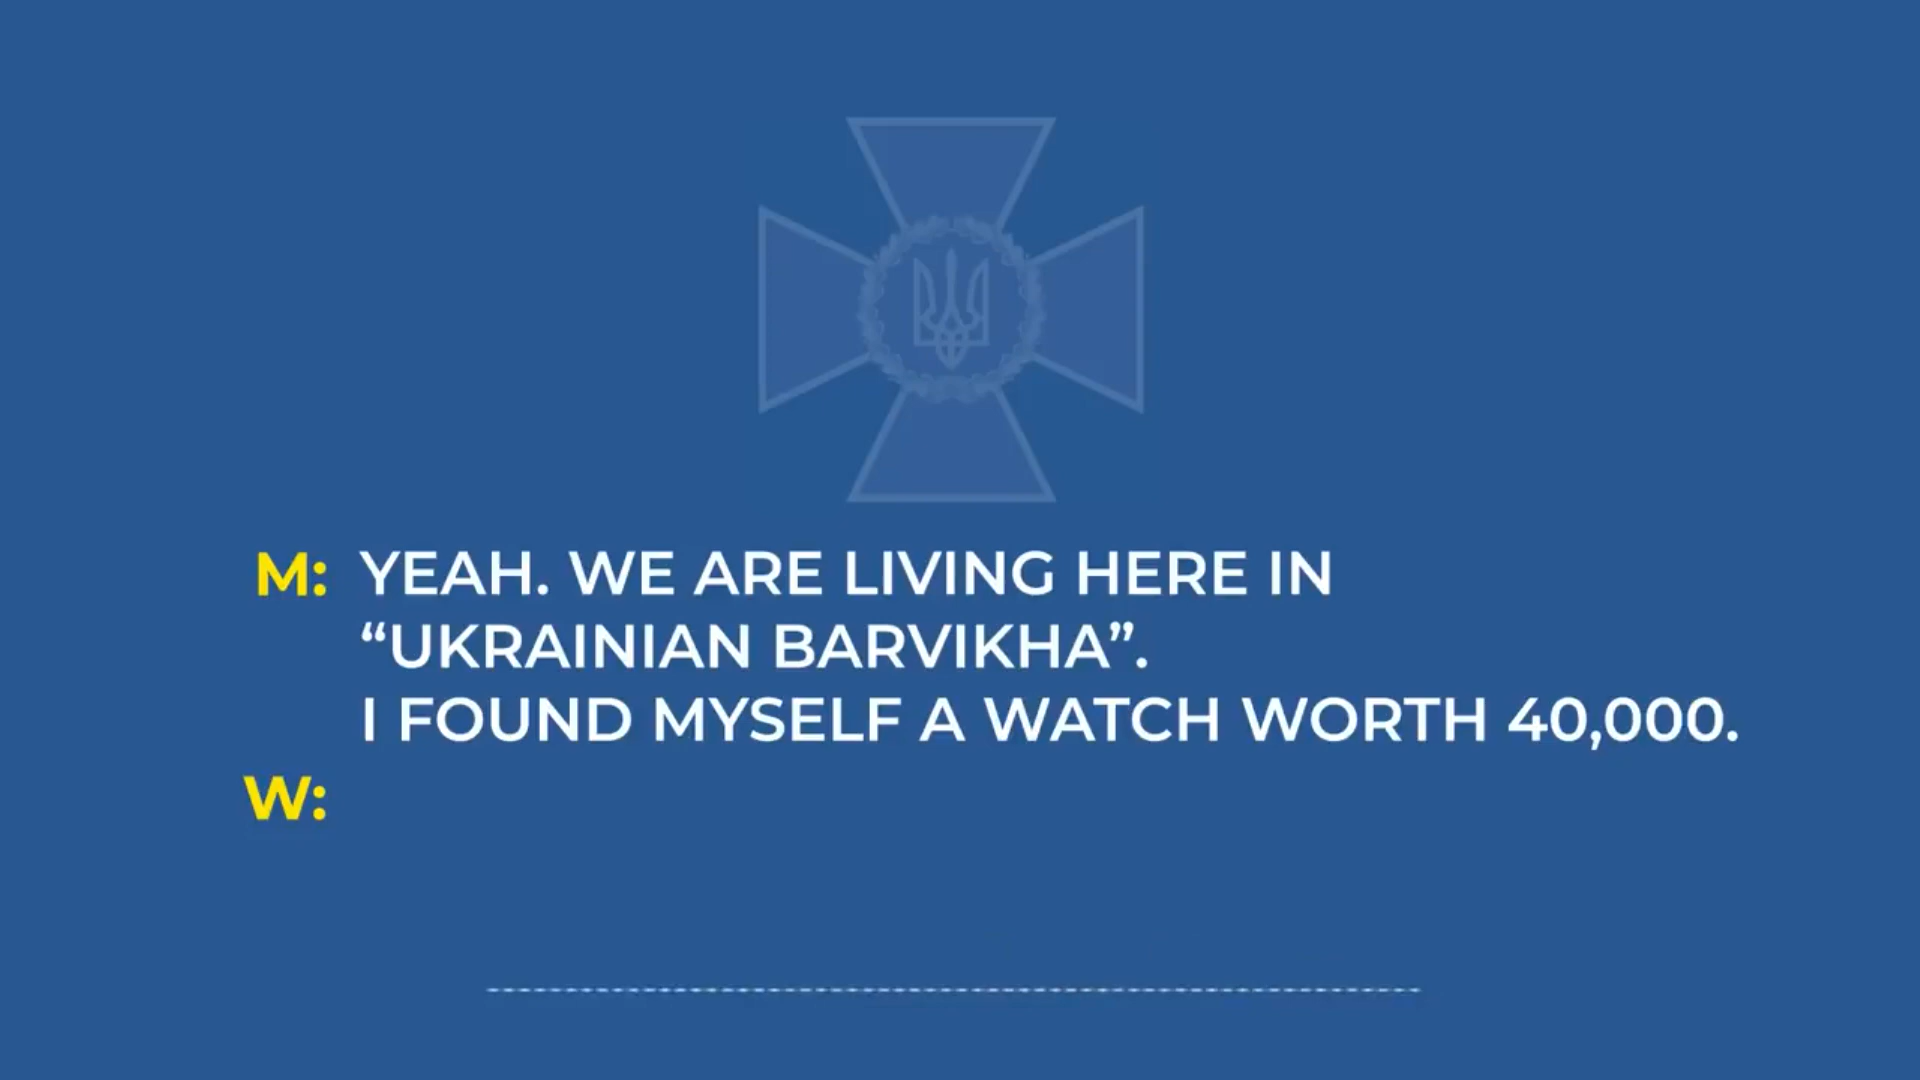 M: YEAH. WE ARE LIVING HERE IN
“UKRAINIAN BARVIKHA”.
I FOUND MYSELF A WATCH WORTH 40,000.
W: